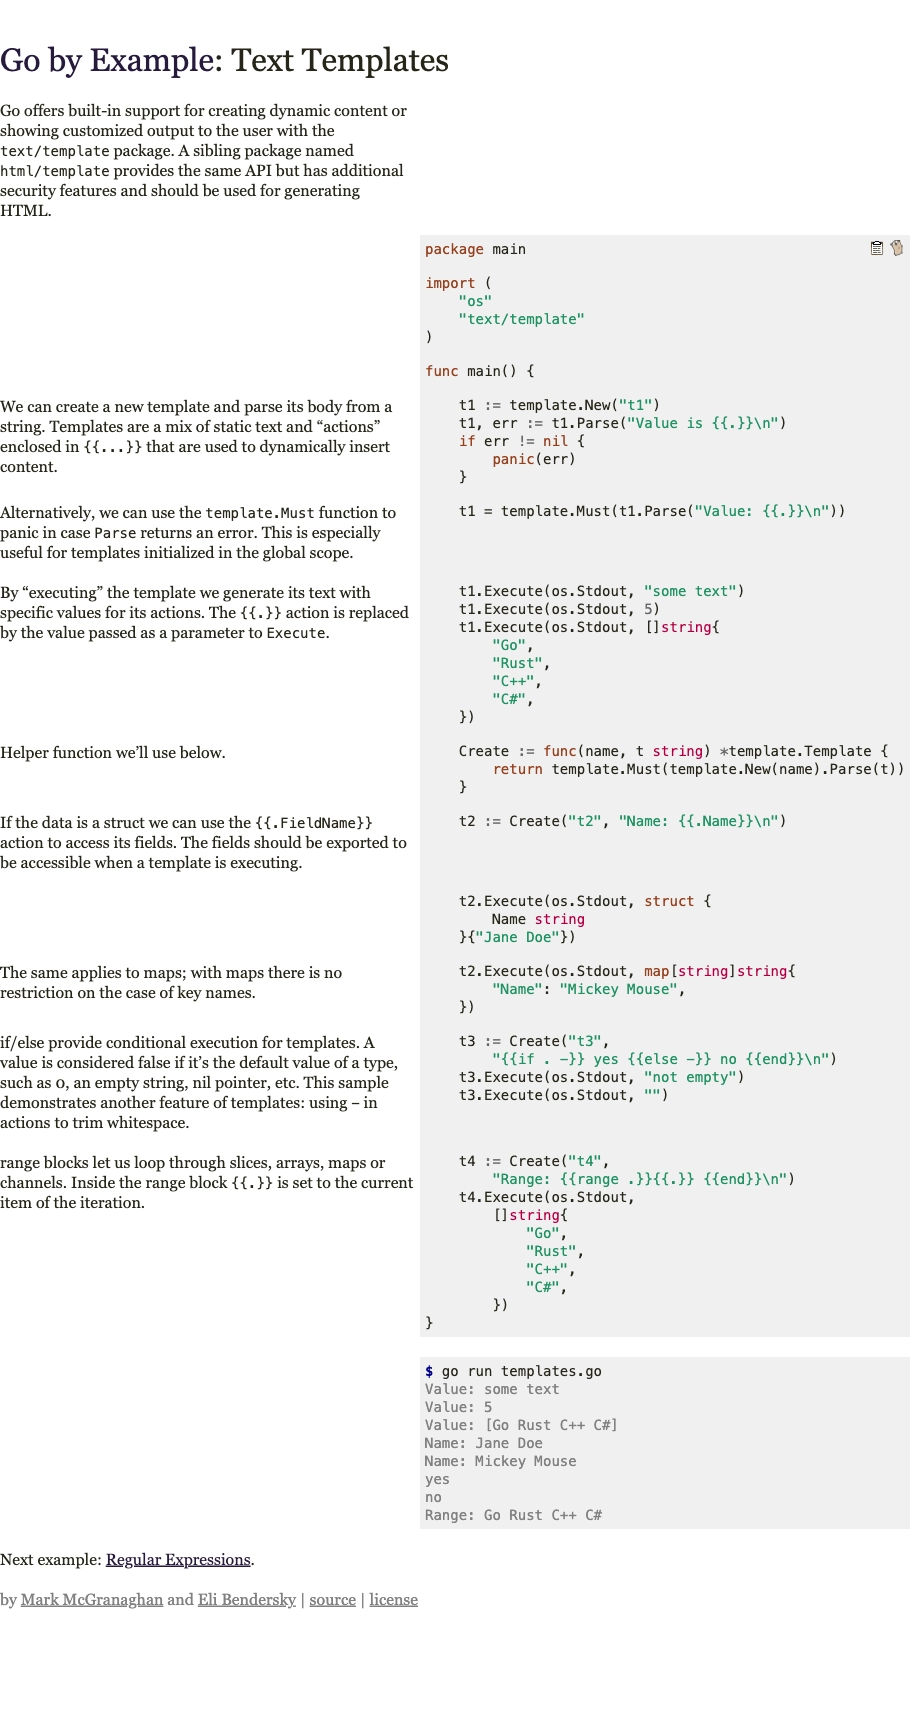 Go by Example: Text Templates
Go offers built-in support for creating dynamic content or
showing customized output to the user with the
text/template package. A sibling package named
html/template provides the same API but has additional
security features and should be used for generating
HTML.
package main
import (
    "os"
    "text/template"
)
func main() {
We can create a new template and parse its body from a
string. Templates are a mix of static text and “actions”
enclosed in {{...}} that are used to dynamically insert
content.
    t1 := template.New("t1")
    t1, err := t1.Parse("Value is {{.}}\n")
    if err != nil {
        panic(err)
    }
Alternatively, we can use the template.Must function to
panic in case Parse returns an error. This is especially
useful for templates initialized in the global scope.
    t1 = template.Must(t1.Parse("Value: {{.}}\n"))
By “executing” the template we generate its text with
specific values for its actions. The {{.}} action is replaced
by the value passed as a parameter to Execute.
    t1.Execute(os.Stdout, "some text")
    t1.Execute(os.Stdout, 5)
    t1.Execute(os.Stdout, []string{
        "Go",
        "Rust",
        "C++",
        "C#",
    })
Helper function we’ll use below.
    Create := func(name, t string) *template.Template {
        return template.Must(template.New(name).Parse(t))
    }
If the data is a struct we can use the {{.FieldName}}
action to access its fields. The fields should be exported to
be accessible when a template is executing.
    t2 := Create("t2", "Name: {{.Name}}\n")
    t2.Execute(os.Stdout, struct {
        Name string
    }{"Jane Doe"})
The same applies to maps; with maps there is no
restriction on the case of key names.
    t2.Execute(os.Stdout, map[string]string{
        "Name": "Mickey Mouse",
    })
if/else provide conditional execution for templates. A
value is considered false if it’s the default value of a type,
such as 0, an empty string, nil pointer, etc. This sample
demonstrates another feature of templates: using – in
actions to trim whitespace.
    t3 := Create("t3",
        "{{if . -}} yes {{else -}} no {{end}}\n")
    t3.Execute(os.Stdout, "not empty")
    t3.Execute(os.Stdout, "")
range blocks let us loop through slices, arrays, maps or
channels. Inside the range block {{.}} is set to the current
item of the iteration.
    t4 := Create("t4",
        "Range: {{range .}}{{.}} {{end}}\n")
    t4.Execute(os.Stdout,
        []string{
            "Go",
            "Rust",
            "C++",
            "C#",
        })
}
$ go run templates.go
Value: some text
Value: 5
Value: [Go Rust C++ C#]
Name: Jane Doe
Name: Mickey Mouse
yes
no
Range: Go Rust C++ C#
Next example: Regular Expressions.
by Mark McGranaghan and Eli Bendersky | source | license